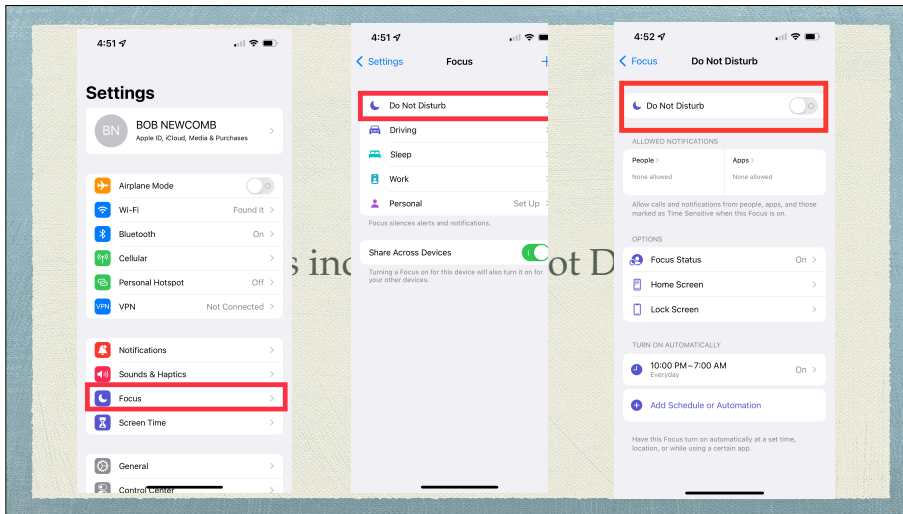 4:51
Settings
BN
BOB NEWCOMB
Apple ID, iCloud, Media & Purchases
Airplane Mode
Wi-Fi Found it
Bluetooth On
Cellular
Personal Hotspot Off
VPN VPN Not Connected
Notifications
Sounds & Haptics
Focus
Screen Time
General
Control Center
s inc
4:51
Settings Focus
Do Not Disturb
Driving
Sleep
Work
Personal Set Up
Focus silences alerts and notifications.
Share Across Devices
Turning a Focus on for this device will also turn it on for
your other devices.
ot D
4:52
Focus Do Not Disturb
Do Not Disturb
ALLOWED NOTIFICATIONS
People Apps
None allowed None allowed
Allow calls and notifications from people, apps, and those
marked as Time Sensitive when this Focus is on.
OPTIONS
Focus Status On
Home Screen
Lock Screen
TURN ON AUTOMATICALLY
10:00 PM – 7:00 AM On
Everyday
Add Schedule or Automation
Have this Focus turn on automatically at a set time,
location, or while using a certain app.